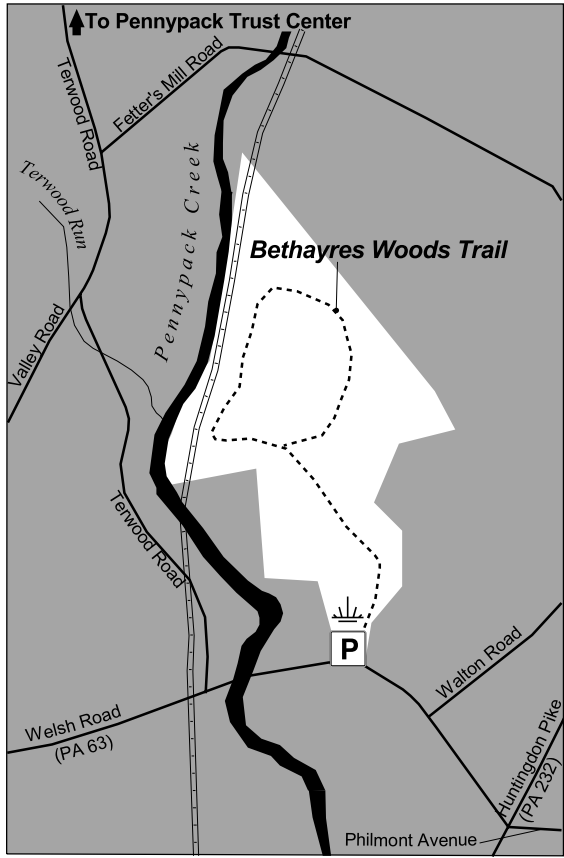 To Pennypack Trust Center
Terwood Road
Fetter's Mill Road
Terwood Run
Pennypack Creek
Bethayres Woods Trail
Valley Road
Terwood Road
P
Walton Road
Welsh Road
(PA 63)
Huntingdon Pike
(PA 232)
Philmont Avenue